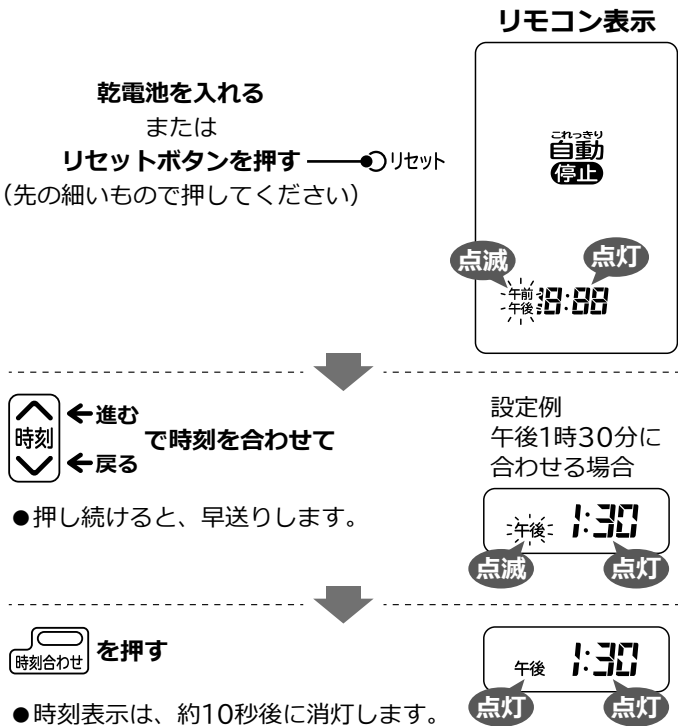 リモコン表示
乾電池を入れる
または
リセットボタンを押す
リセット
(先の細いもので押してください)
これっきり
自動
停止
点滅
点灯
午前
午後
18:88
時刻
←進む
←戻る
で時刻を合わせて
●押し続けると、早送りします。
設定例
午後1時30分に
合わせる場合
午後 1:30
点滅
点灯
時刻合わせ
を押す
●時刻表示は、約10秒後に消灯します。
午後 1:30
点灯
点灯